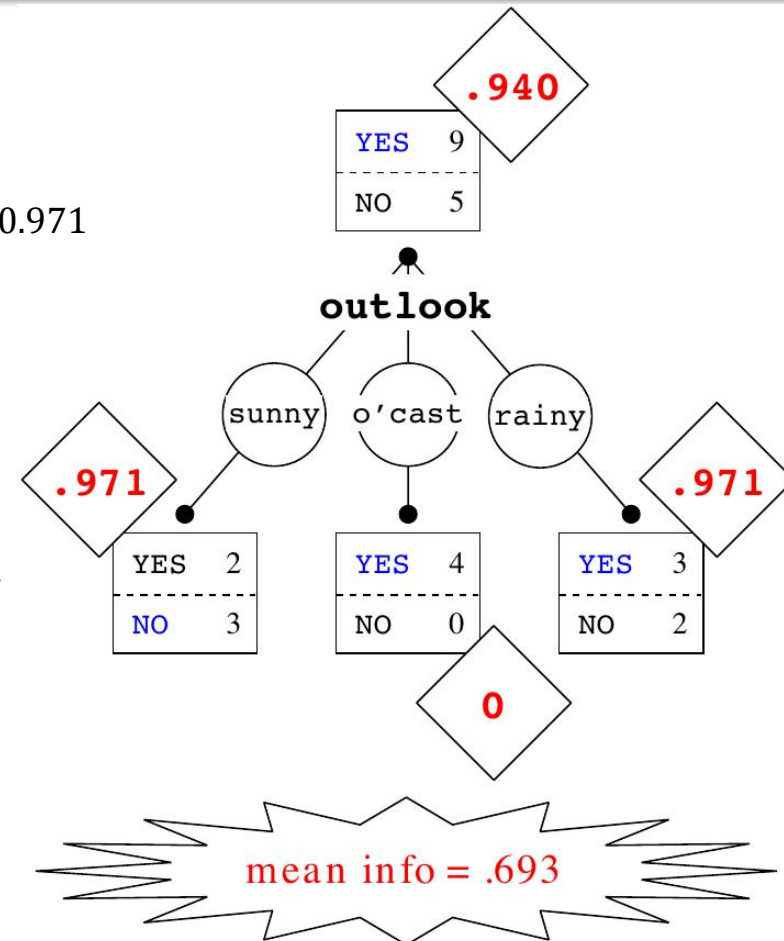 .940
YES 9
NO 5
0.971
outlook
sunny o'cast rainy
.971 .971
YES 2 YES 4 YES 3
NO 3 NO 0 NO 2
0
mean info = .693